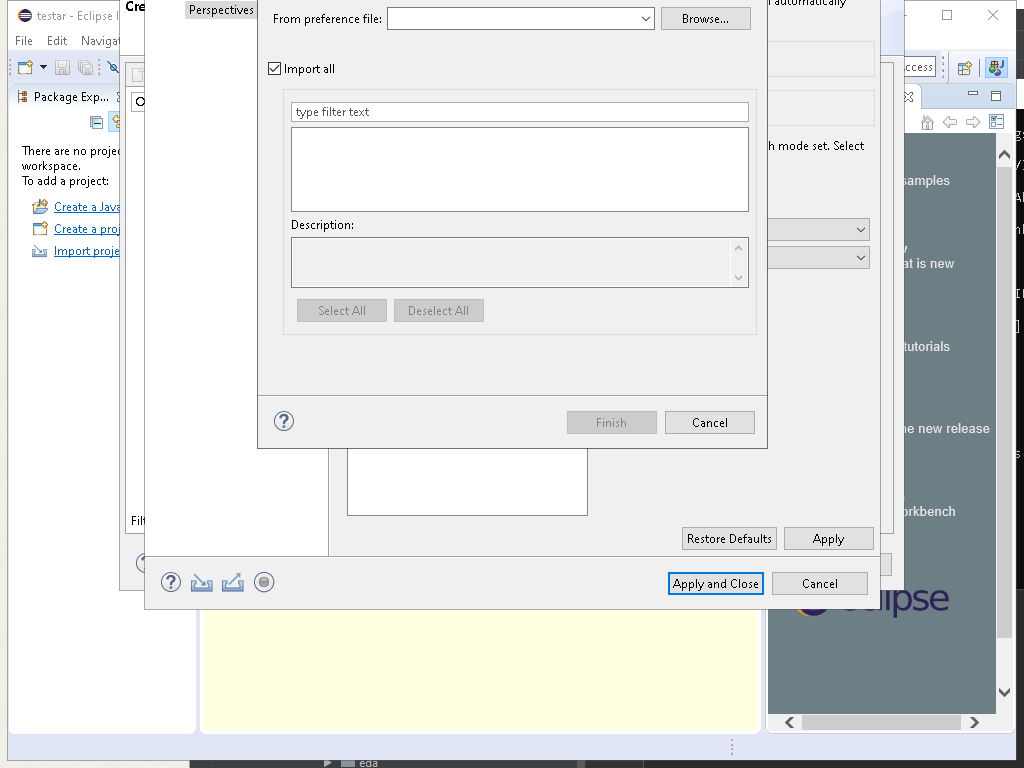 testar - Eclipse I
Cre
File Edit Navigat
Package Exp...
There are no proje
workspace.
To add a project:
Create a Java
Create a proj
Import proje
O
Filt
Perspectives
From preference file:
Browse...
Import all
type filter text
Description:
Select All
Deselect All
Finish
Cancel
automatically
h mode set. Select
Restore Defaults
Apply
Apply and Close
Cancel
ccess
samples
at is new
tutorials
ne new release
orkbench
eclipse
eda